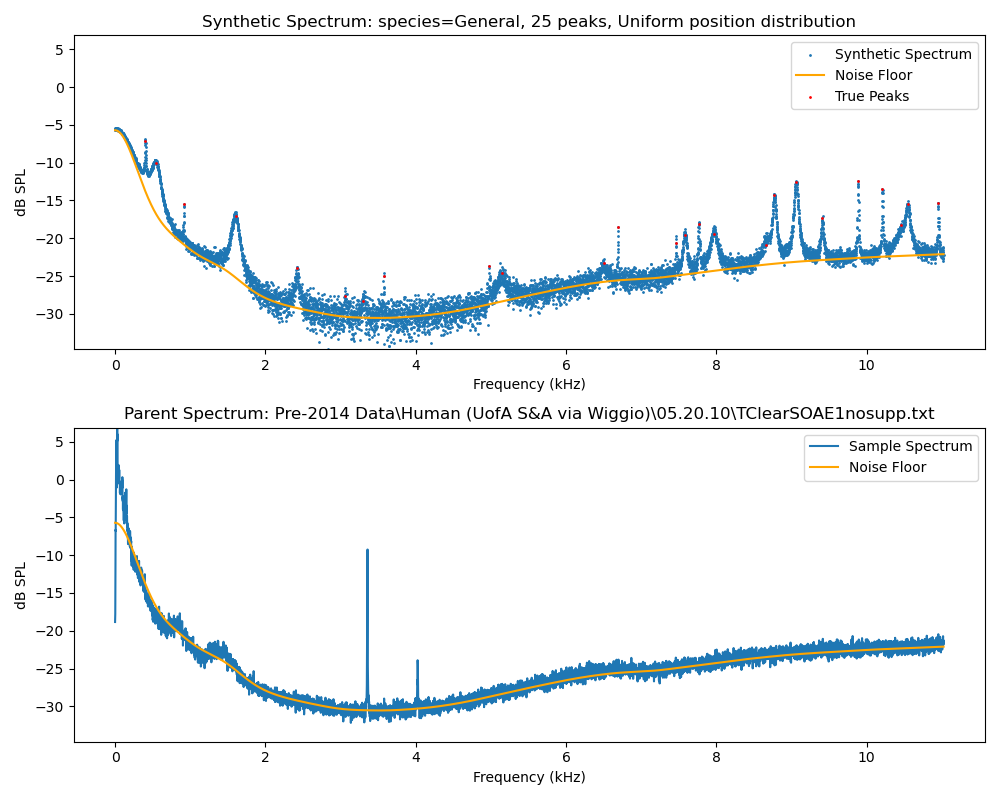 Synthetic Spectrum: species=General, 25 peaks, Uniform position distribution
dB SPL
5
0
−5
−10
−15
−20
−25
−30
Synthetic Spectrum
Noise Floor
True Peaks
0 2 4 6 8 10
Frequency (kHz)
Parent Spectrum: Pre-2014 Data\Human (UofA S&A via Wiggio)\05.20.10\TClearSOAE1nosupp.txt
dB SPL
5
0
−5
−10
−15
−20
−25
−30
Sample Spectrum
Noise Floor
0 2 4 6 8 10
Frequency (kHz)